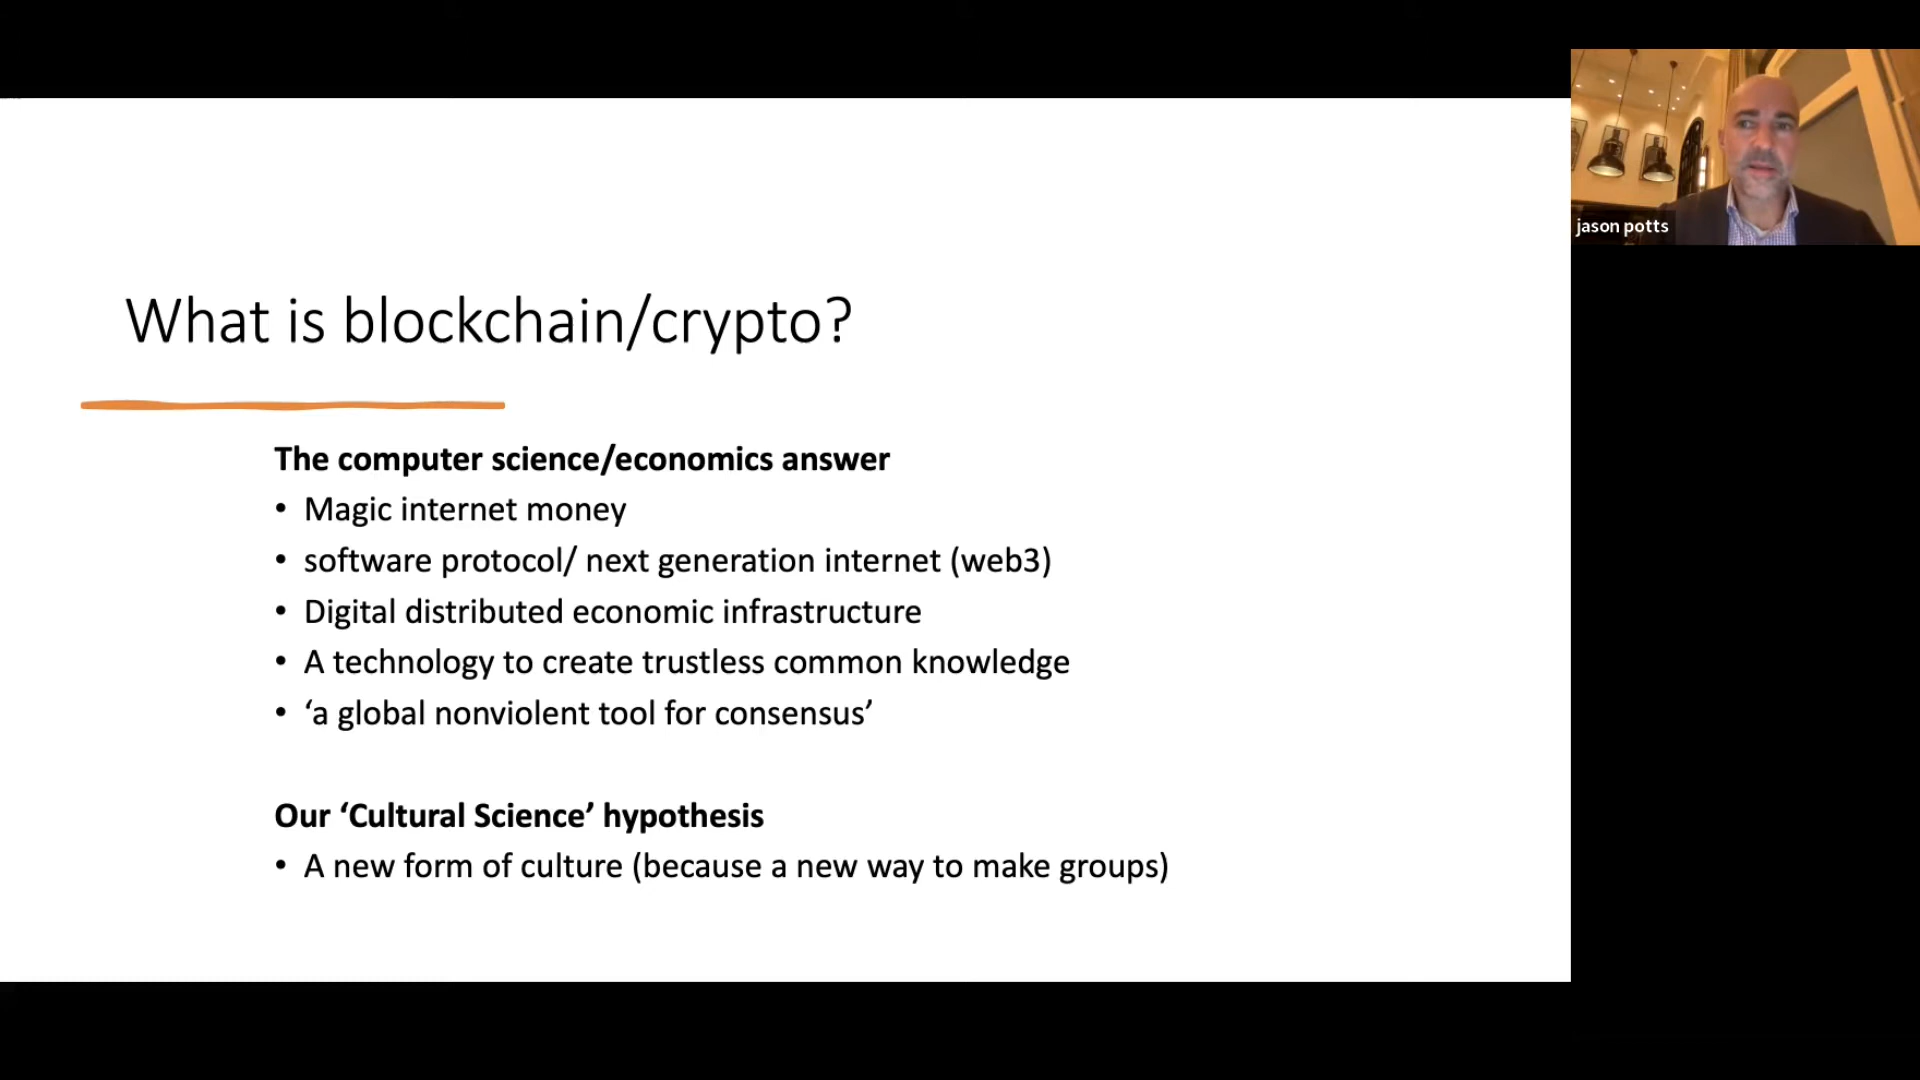 What is blockchain/crypto?
The computer science/economics answer
• Magic internet money
• software protocol/ next generation internet (web3)
• Digital distributed economic infrastructure
• A technology to create trustless common knowledge
• ‘a global nonviolent tool for consensus’
Our ‘Cultural Science’ hypothesis
• A new form of culture (because a new way to make groups)
jason potts